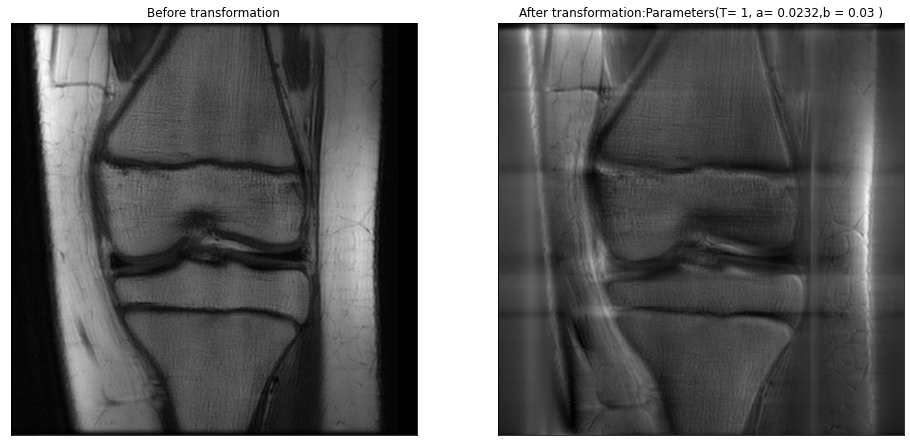 Before transformation
After transformation:Parameters(T= 1, a= 0.0232,b = 0.03 )